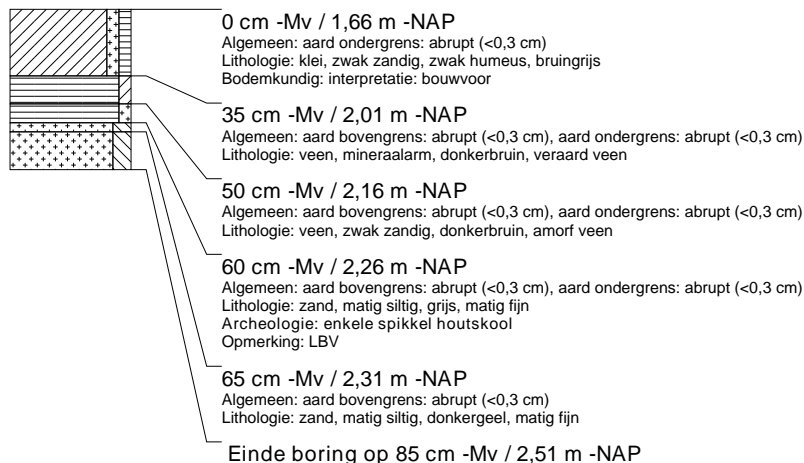 0 cm -Mv / 1,66 m -NAP
Algemeen: aard ondergrens: abrupt (<0,3 cm)
Lithologie: klei, zwak zandig, zwak humeus, bruingrijs
Bodemkundig: interpretatie: bouwvoor
35 cm -Mv / 2,01 m -NAP
Algemeen: aard bovengrens: abrupt (<0,3 cm), aard ondergrens: abrupt (<0,3 cm)
Lithologie: veen, mineraalarm, donkerbruin, veraard veen
50 cm -Mv / 2,16 m -NAP
Algemeen: aard bovengrens: abrupt (<0,3 cm), aard ondergrens: abrupt (<0,3 cm)
Lithologie: veen, zwak zandig, donkerbruin, amorf veen
60 cm -Mv / 2,26 m -NAP
Algemeen: aard bovengrens: abrupt (<0,3 cm), aard ondergrens: abrupt (<0,3 cm)
Lithologie: zand, matig siltig, grijs, matig fijn
Archeologie: enkele spikkel houtskool
Opmerking: LBV
65 cm -Mv / 2,31 m -NAP
Algemeen: aard bovengrens: abrupt (<0,3 cm)
Lithologie: zand, matig siltig, donkergeel, matig fijn
Einde boring op 85 cm -Mv / 2,51 m -NAP